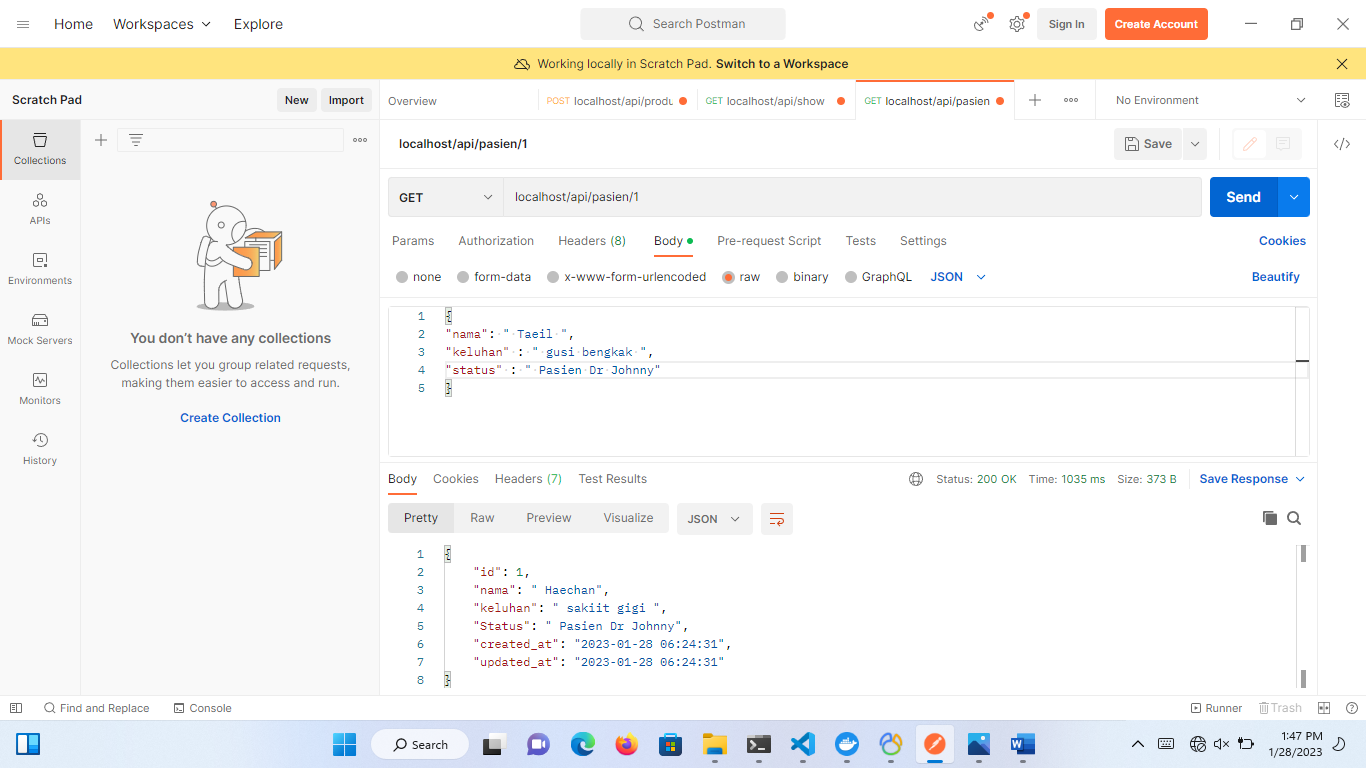 Home Workspaces Explore Search Postman Sign In Create Account
Working locally in Scratch Pad. Switch to a Workspace
Scratch Pad New Import Overview POST localhost/api/produ GET localhost/api/show GET localhost/api/pasien No Environment
localhost/api/pasien/1 Save
Collections
GET localhost/api/pasien/1 Send
APIs
Params Authorization Headers (8) Body Pre-request Script Tests Settings Cookies
Environments
none form-data x-www-form-urlencoded raw binary GraphQL JSON Beautify
Mock Servers
Monitors
History
You don't have any collections
Collections let you group related requests,
making them easier to access and run.
Create Collection
1 {
2 "nama": " Taeil ",
3 "keluhan" : " gusi bengkak ",
4 "status" : " Pasien Dr Johnny"
5 }
Body Cookies Headers (7) Test Results Status: 200 OK Time: 1035 ms Size: 373 B Save Response
Pretty Raw Preview Visualize JSON
1 {
2 "id": 1,
3 "nama": " Haechan",
4 "keluhan": " sakiit gigi ",
5 "Status": " Pasien Dr Johnny",
6 "created_at": "2023-01-28 06:24:31",
7 "updated_at": "2023-01-28 06:24:31"
8 }
Find and Replace Console Runner Trash
Search 1:47 PM
1/28/2023